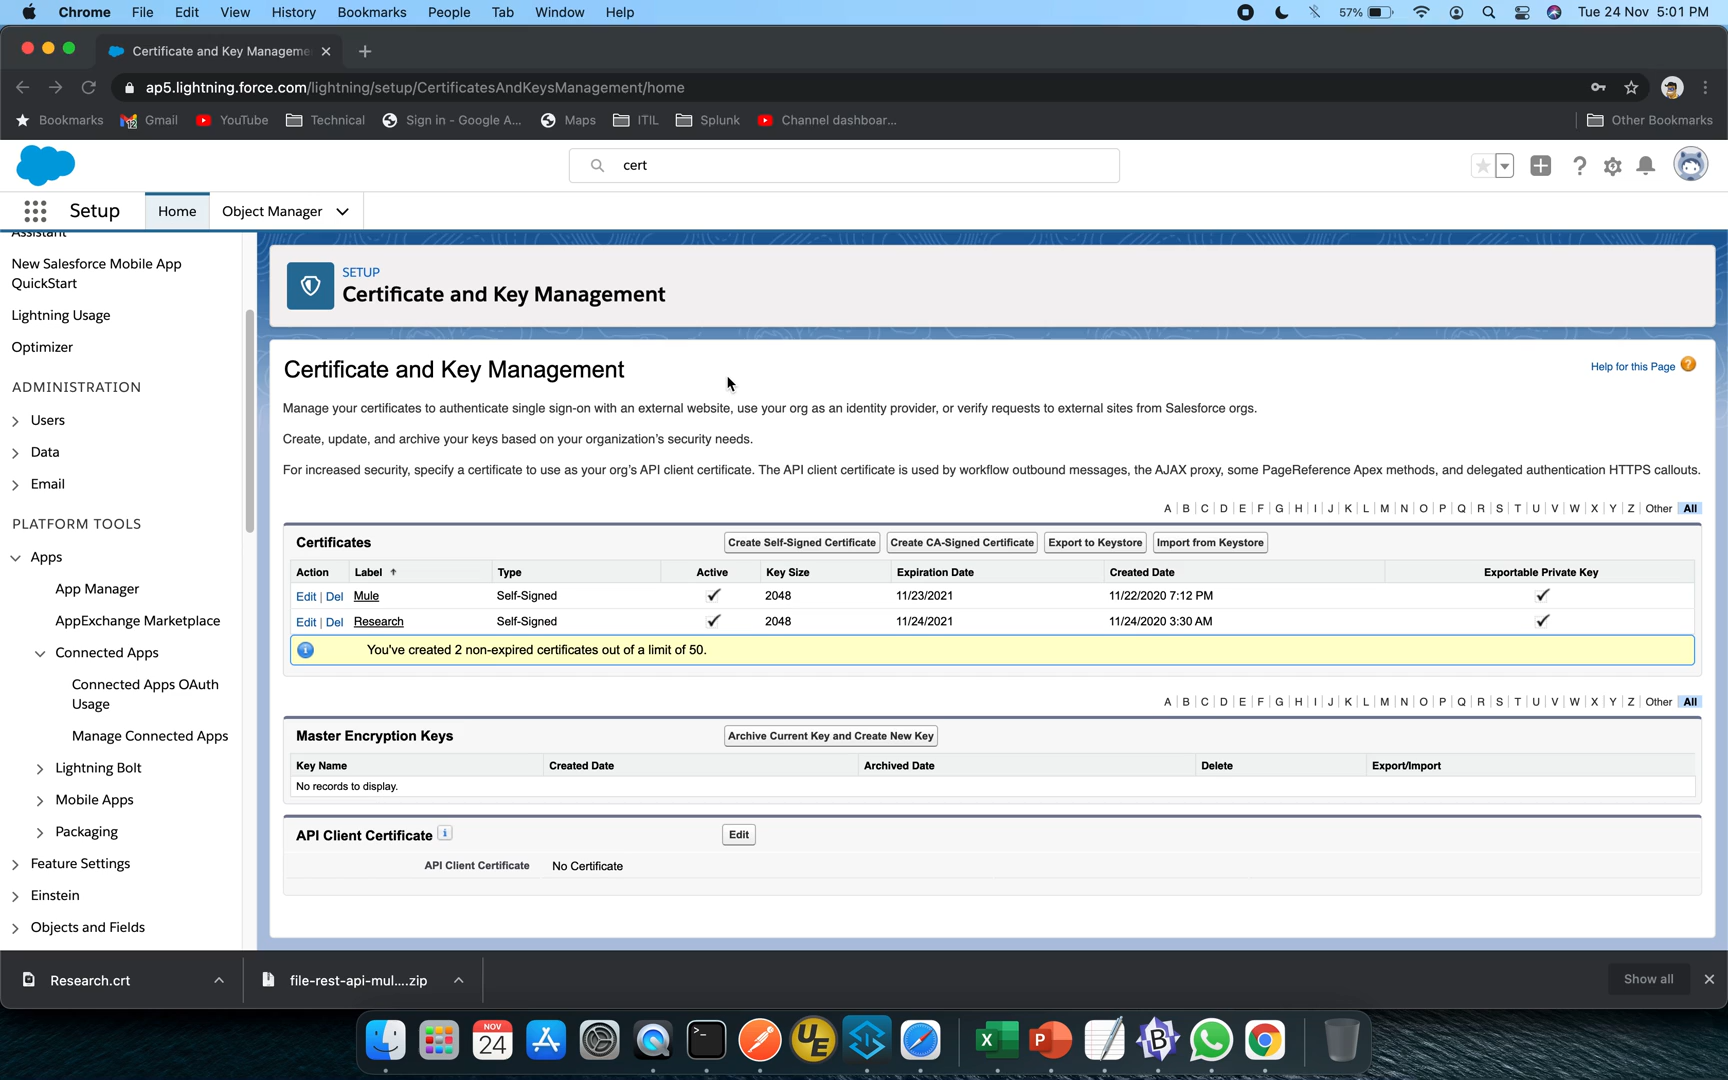 Chrome File Edit View History Bookmarks People Tab Window Help 57% Tue 24 Nov 5:01 PM
Certificate and Key Manageme
ap5.lightning.force.com/lightning/setup/CertificatesAndKeysManagement/home
Bookmarks Gmail YouTube Technical Sign in - Google A... Maps ITIL Splunk Channel dashboar... Other Bookmarks
cert
Setup Home Object Manager
Assistant
New Salesforce Mobile App
QuickStart
Lightning Usage
Optimizer
ADMINISTRATION
Users
Data
Email
PLATFORM TOOLS
Apps
App Manager
AppExchange Marketplace
Connected Apps
Connected Apps OAuth
Usage
Manage Connected Apps
Lightning Bolt
Mobile Apps
Packaging
Feature Settings
Einstein
Objects and Fields
SETUP
Certificate and Key Management
Certificate and Key Management
Help for this Page ?
Manage your certificates to authenticate single sign-on with an external website, use your org as an identity provider, or verify requests to external sites from Salesforce orgs.
Create, update, and archive your keys based on your organization's security needs.
For increased security, specify a certificate to use as your org's API client certificate. The API client certificate is used by workflow outbound messages, the AJAX proxy, some PageReference Apex methods, and delegated authentication HTTPS callouts.
A | B | C | D | E | F | G | H | I | J | K | L | M | N | O | P | Q | R | S | T | U | V | W | X | Y | Z | Other | All
Certificates Create Self-Signed Certificate Create CA-Signed Certificate Export to Keystore Import from Keystore
Action Label Type Active Key Size Expiration Date Created Date Exportable Private Key
Edit | Del Mule Self-Signed ✓ 2048 11/23/2021 11/22/2020 7:12 PM ✓
Edit | Del Research Self-Signed ✓ 2048 11/24/2021 11/24/2020 3:30 AM ✓
You've created 2 non-expired certificates out of a limit of 50.
A | B | C | D | E | F | G | H | I | J | K | L | M | N | O | P | Q | R | S | T | U | V | W | X | Y | Z | Other | All
Master Encryption Keys Archive Current Key and Create New Key
Key Name Created Date Archived Date Delete Export/Import
No records to display.
API Client Certificate i Edit
API Client Certificate No Certificate
Research.crt file-rest-api-mul....zip Show all
NOV
24
UE
X
P
B